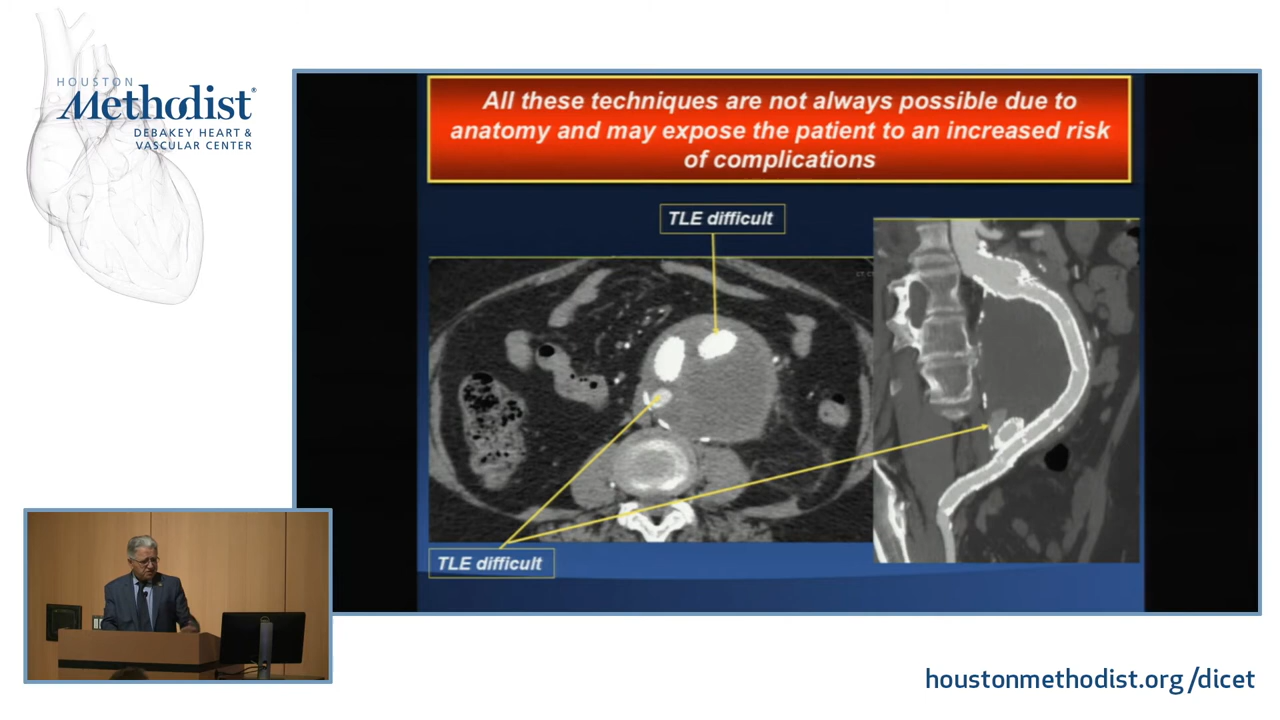 HOUSTON
Methodist®
DEBAKEY HEART &
VASCULAR CENTER
All these techniques are not always possible due to
anatomy and may expose the patient to an increased risk
of complications
TLE difficult
TLE difficult
houstonmethodist.org/dicet